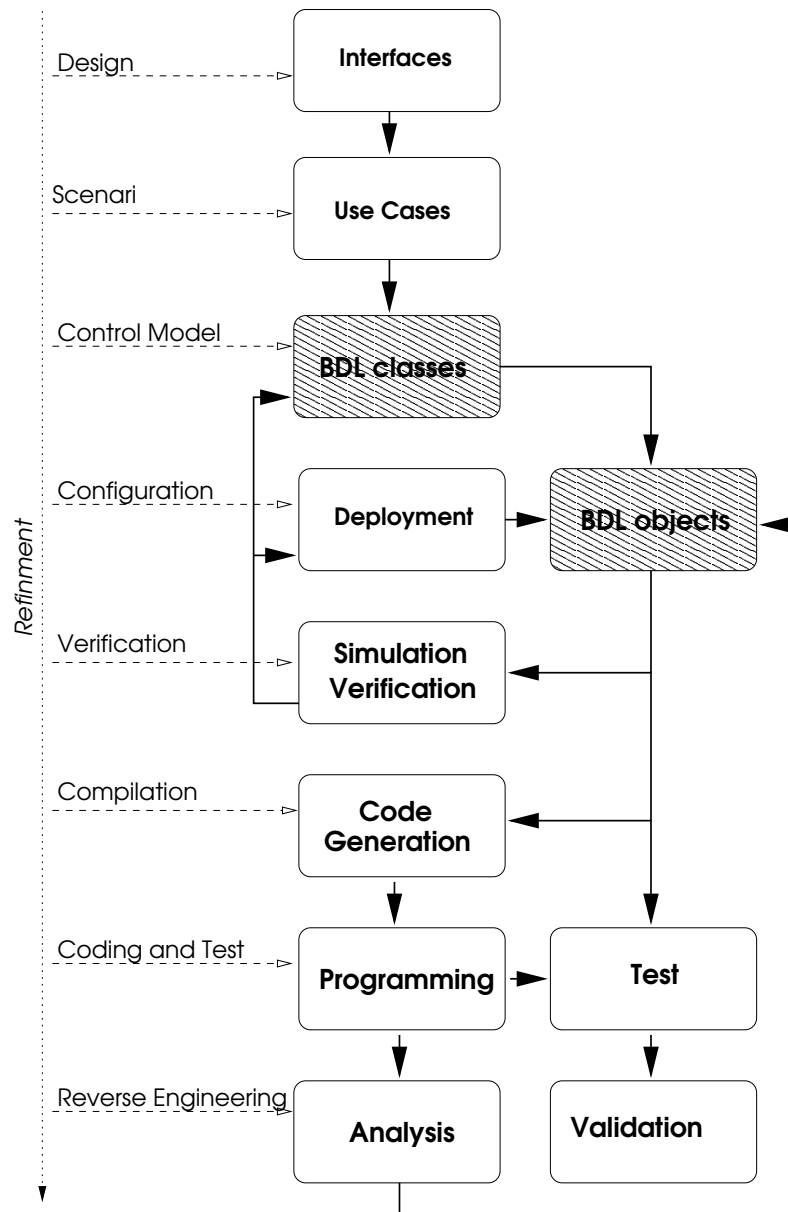 Design
Interfaces
Scenari
Use Cases
Control Model
BDL classes
Configuration
Deployment
BDL objects
Refinment
Verification
Simulation
Verification
Compilation
Code
Generation
Coding and Test
Programming
Test
Reverse Engineering
Analysis
Validation